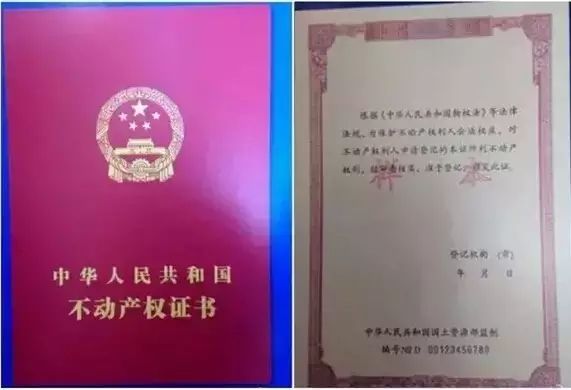 中华人民共和国
不动产权证书
根据《中华人民共和国物权法》等法律
法规，为保护不动产权利人合法权益，对
不动产权利人申请登记的本证所列不动产
权利，经审查核实，准予登记，颁发此证。
样本
登记机构（章）
年 月 日
中华人民共和国国土资源部监制
编号NO D 00123456789